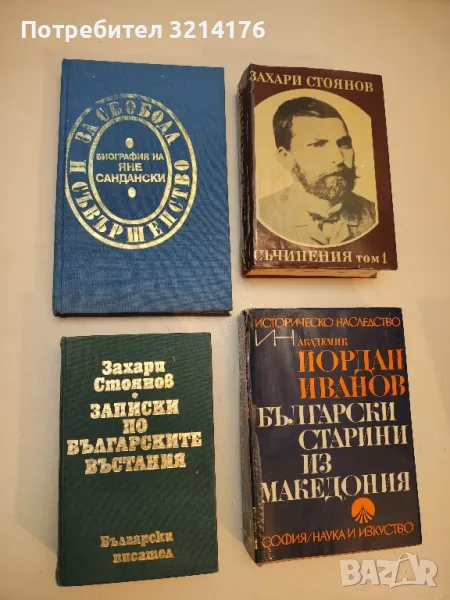 Потребител 3214176
И ЗА СВОБОДА
СЪВЪРШЕНСТВО
БИОГРАФИЯ НА
ЯНЕ
САНДАНСКИ
ЗАХАРИ СТОЯНОВ
СЪЧИНЕНИЯ том 1
Захари
Стоянов
ЗАПИСКИ
ПО
БЪЛГАРСКИТЕ
ВЪСТАНИЯ
Български
писател
ИСТОРИЧЕСКО НАСЛЕДСТВО
ИН АКАДЕМИК
ЙОРДАН
ИВАНОВ
БЪЛГАРСКИ
СТАРИНИ
ИЗ
МАКЕДОНИЯ
СОФИЯ/НАУКА И ИЗКУСТВО
BAZAR